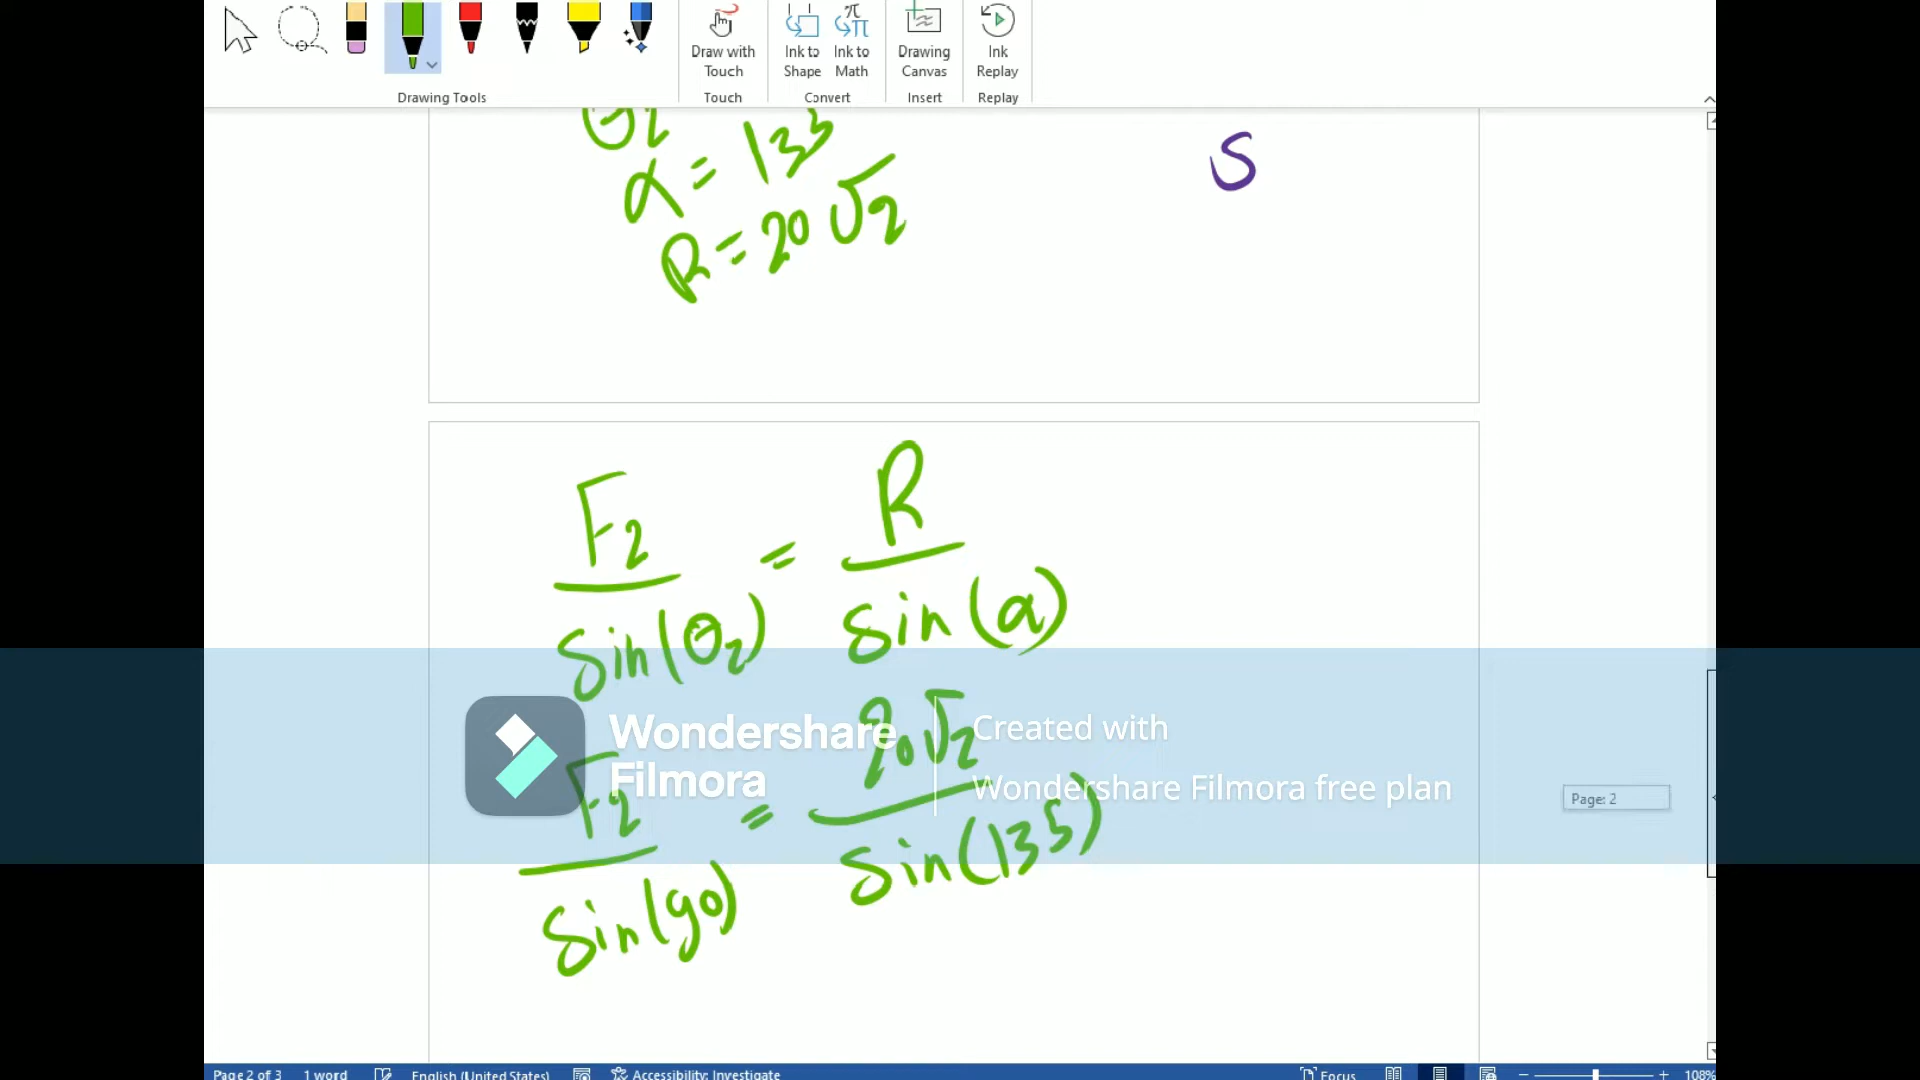 Draw with Touch
Ink to Shape
Ink to Math
Drawing Canvas
Ink Replay
Drawing Tools
Touch
Convert
Insert
Replay
θ2
α = 135
R = 20 √2
S
F2 / sin(θ2) = R / sin(α)
F2 / sin(90) = 20√2 / sin(135)
Wondershare Filmora
Created with
Wondershare Filmora free plan
Page: 2
Page 2 of 3 1 word English (United States) Accessibility: Investigate Focus 108%